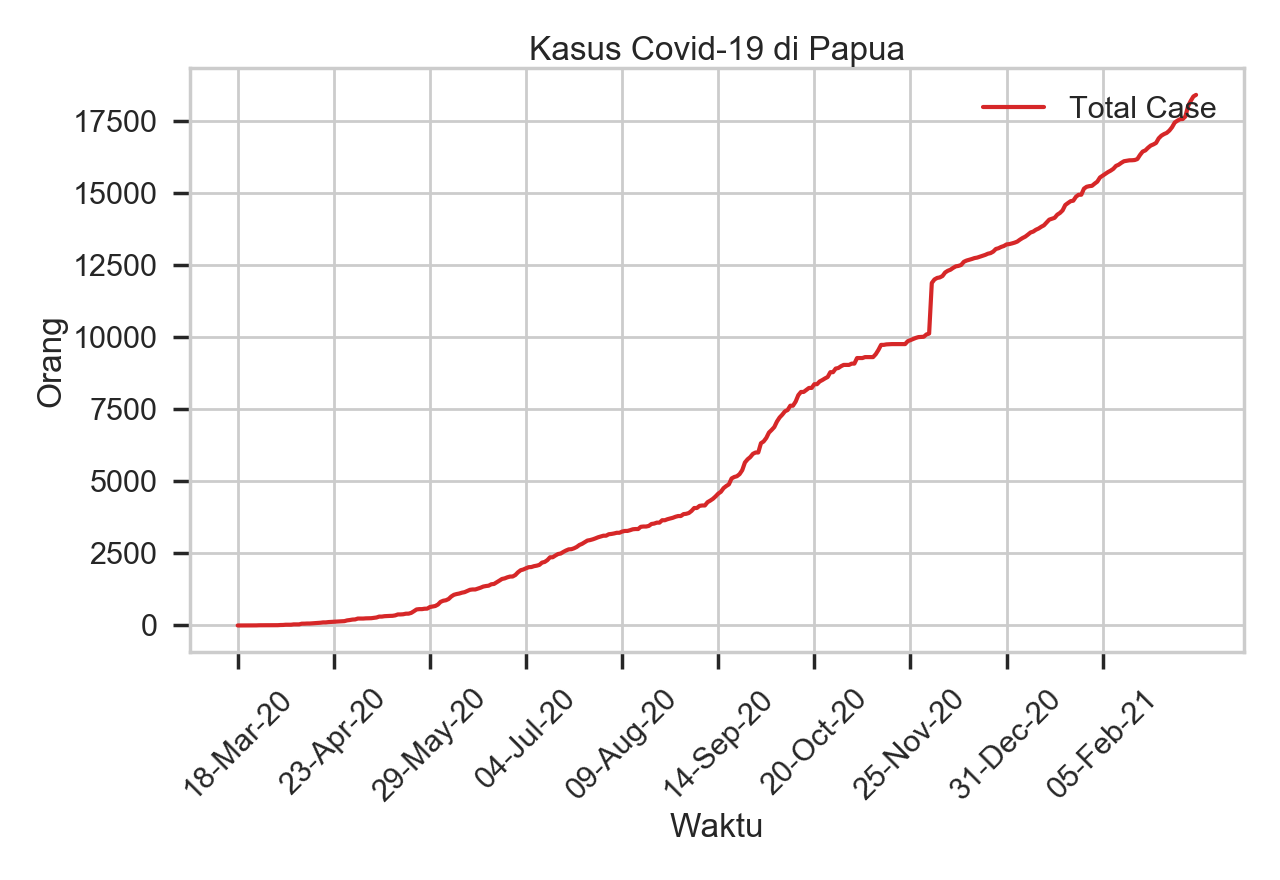 Kasus Covid-19 di Papua
Total Case
17500
15000
12500
10000
7500
5000
2500
0
Orang
18-Mar-20
23-Apr-20
29-May-20
04-Jul-20
09-Aug-20
14-Sep-20
20-Oct-20
25-Nov-20
31-Dec-20
05-Feb-21
Waktu